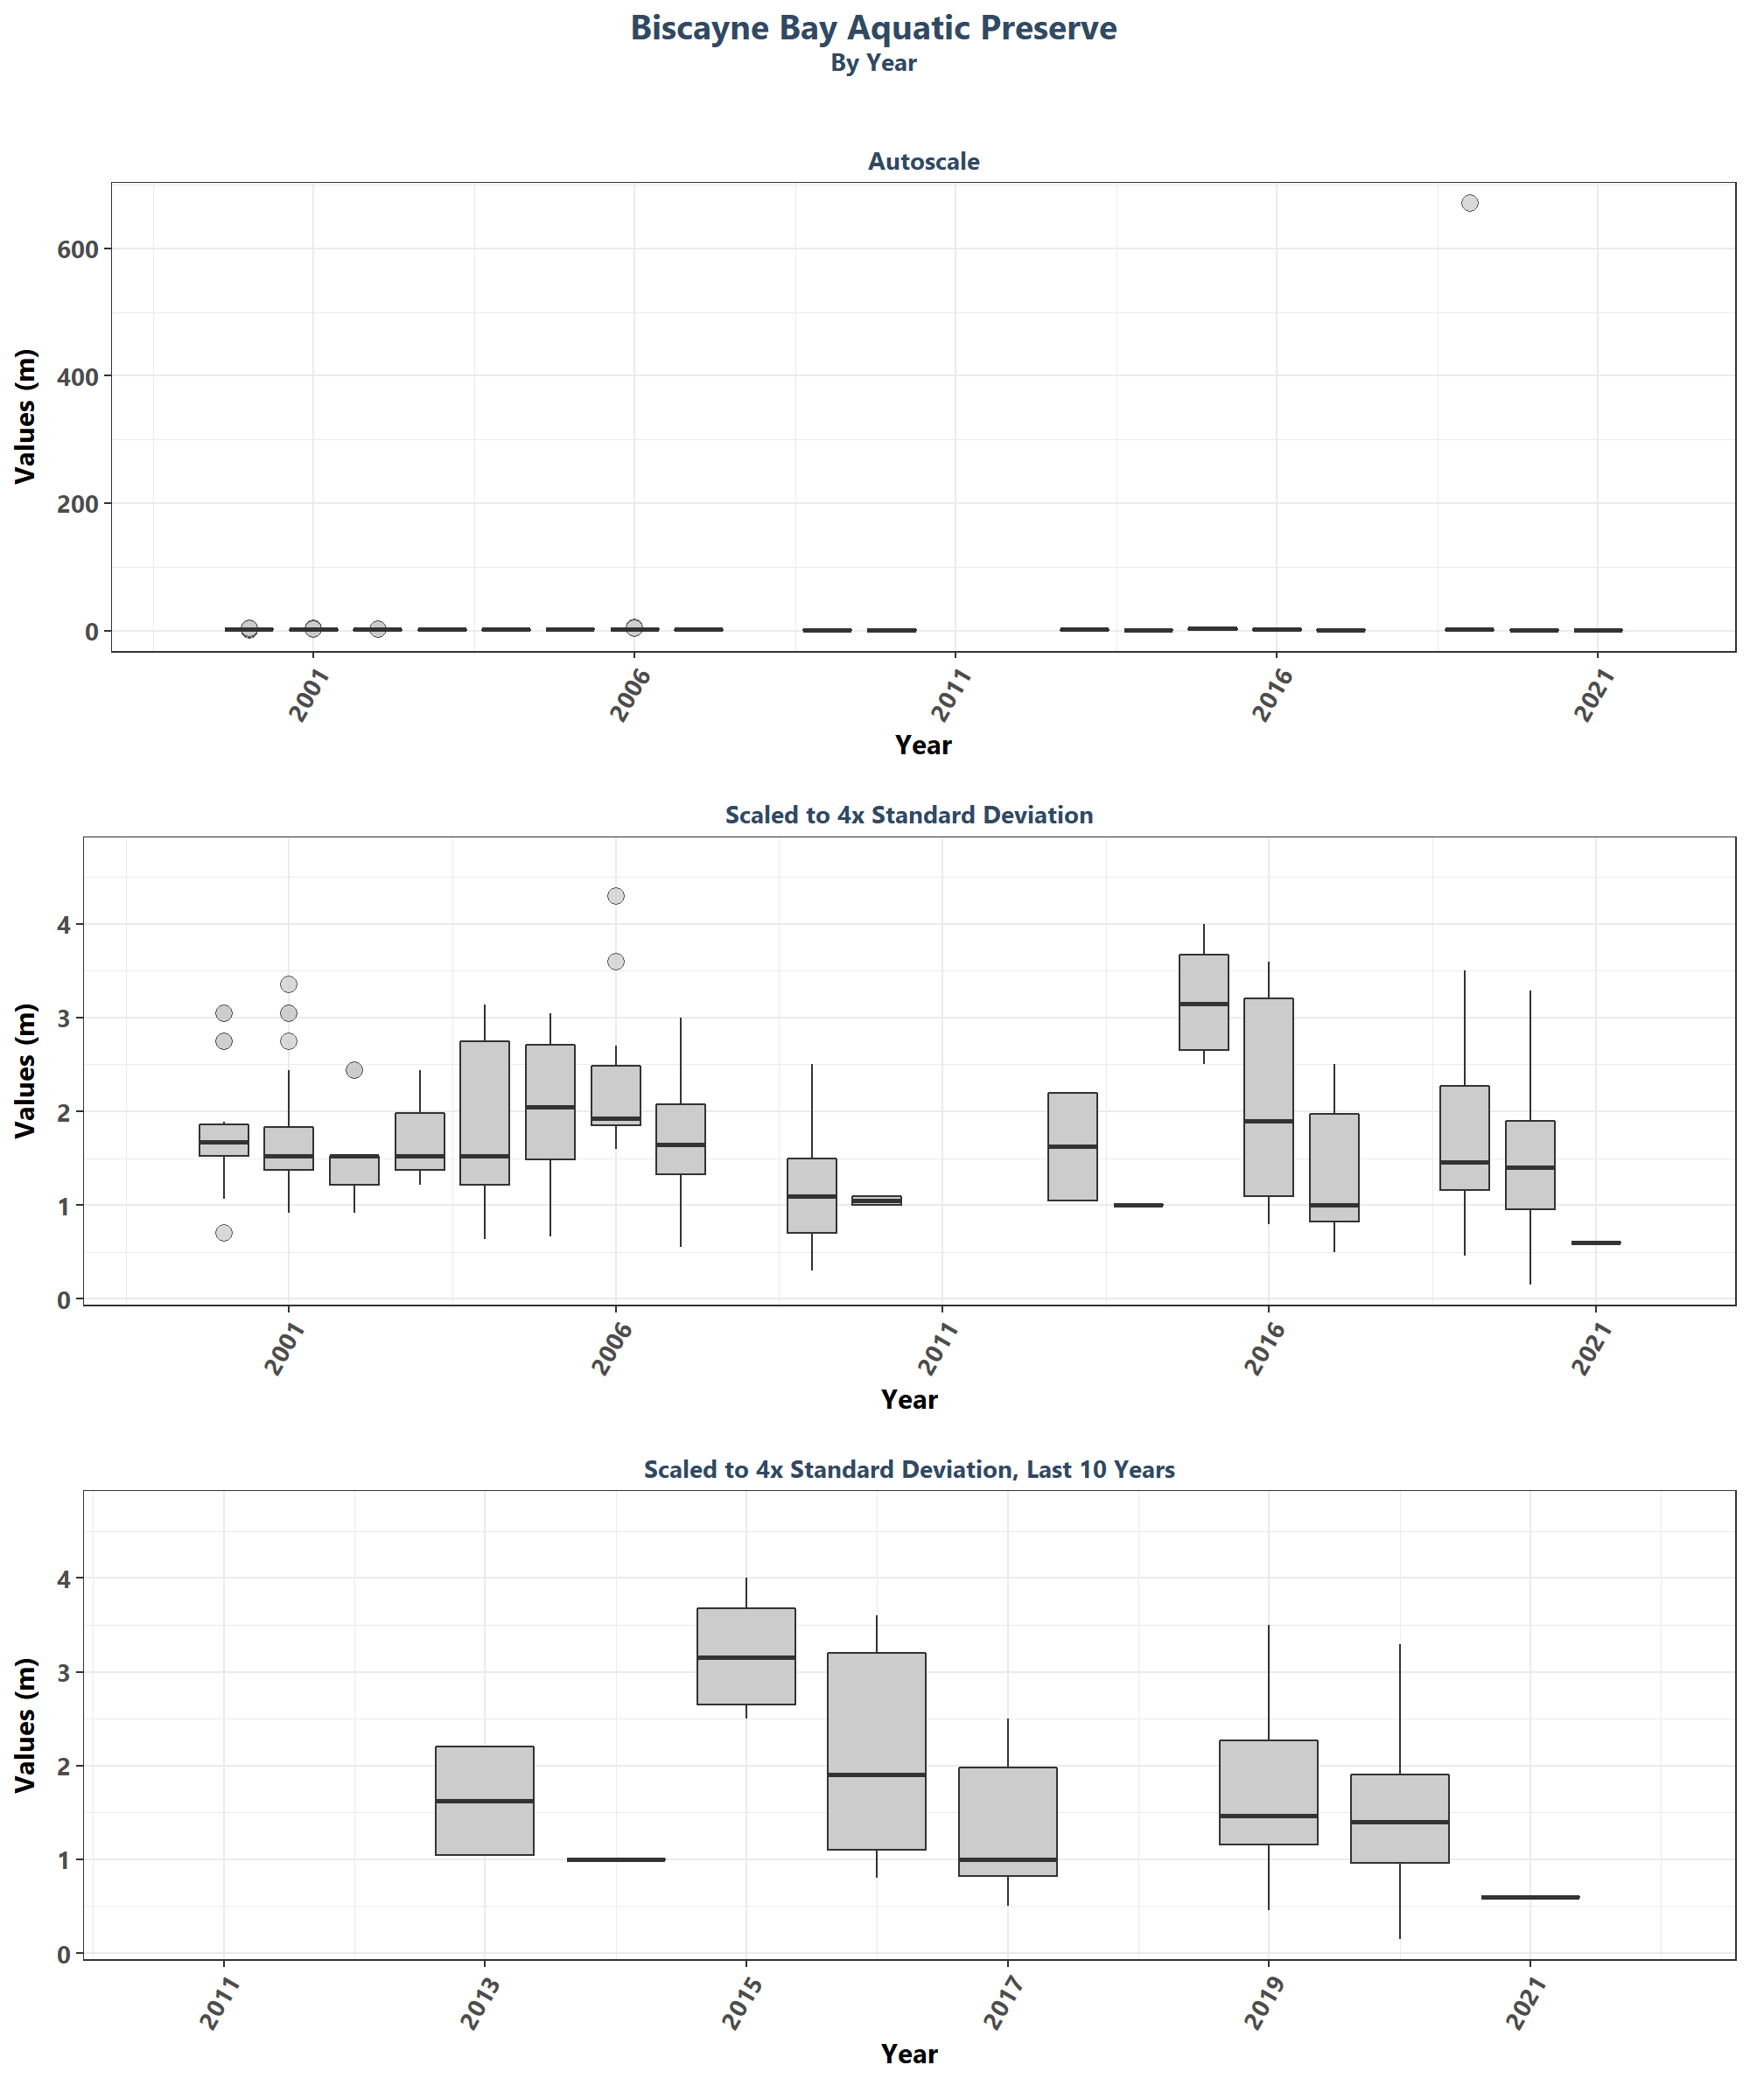 Biscayne Bay Aquatic Preserve
By Year
Autoscale
Values (m)
600
400
200
0
2001
2006
2011
2016
2021
Year
Scaled to 4x Standard Deviation
Values (m)
4
3
2
1
0
2001
2006
2011
2016
2021
Year
Scaled to 4x Standard Deviation, Last 10 Years
Values (m)
4
3
2
1
0
2011
2013
2015
2017
2019
2021
Year